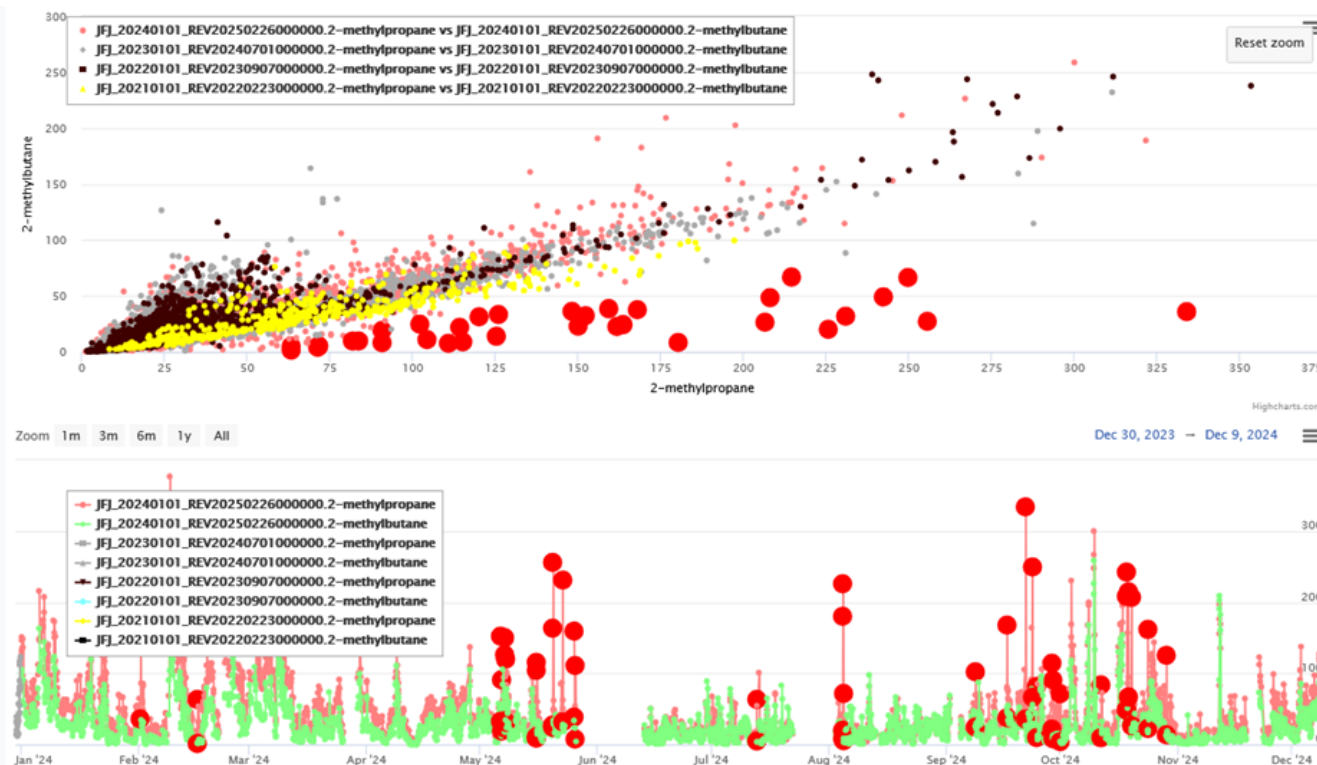 300
JFJ_20240101_REV20250226000000.2-methylpropane vs JFJ_20240101_REV20250226000000.2-methylbutane
JFJ_20230101_REV20240701000000.2-methylpropane vs JFJ_20230101_REV20240701000000.2-methylbutane
JFJ_20220101_REV20230907000000.2-methylpropane vs JFJ_20220101_REV20230907000000.2-methylbutane
JFJ_20210101_REV20220223000000.2-methylpropane vs JFJ_20210101_REV20220223000000.2-methylbutane
Reset zoom
250
200
150
100
50
0
2-methylbutane
0 25 50 75 100 125 150 175 200 225 250 275 300 325 350 375
2-methylpropane
Highcharts.com
Zoom 1m 3m 6m 1y All
Dec 30, 2023 → Dec 9, 2024
JFJ_20240101_REV20250226000000.2-methylpropane
JFJ_20240101_REV20250226000000.2-methylbutane
JFJ_20230101_REV20240701000000.2-methylpropane
JFJ_20230101_REV20240701000000.2-methylbutane
JFJ_20220101_REV20230907000000.2-methylpropane
JFJ_20220101_REV20230907000000.2-methylbutane
JFJ_20210101_REV20220223000000.2-methylpropane
JFJ_20210101_REV20220223000000.2-methylbutane
300
200
100
Jan '24 Feb '24 Mar '24 Apr '24 May '24 Jun '24 Jul '24 Aug '24 Sep '24 Oct '24 Nov '24 Dec '24